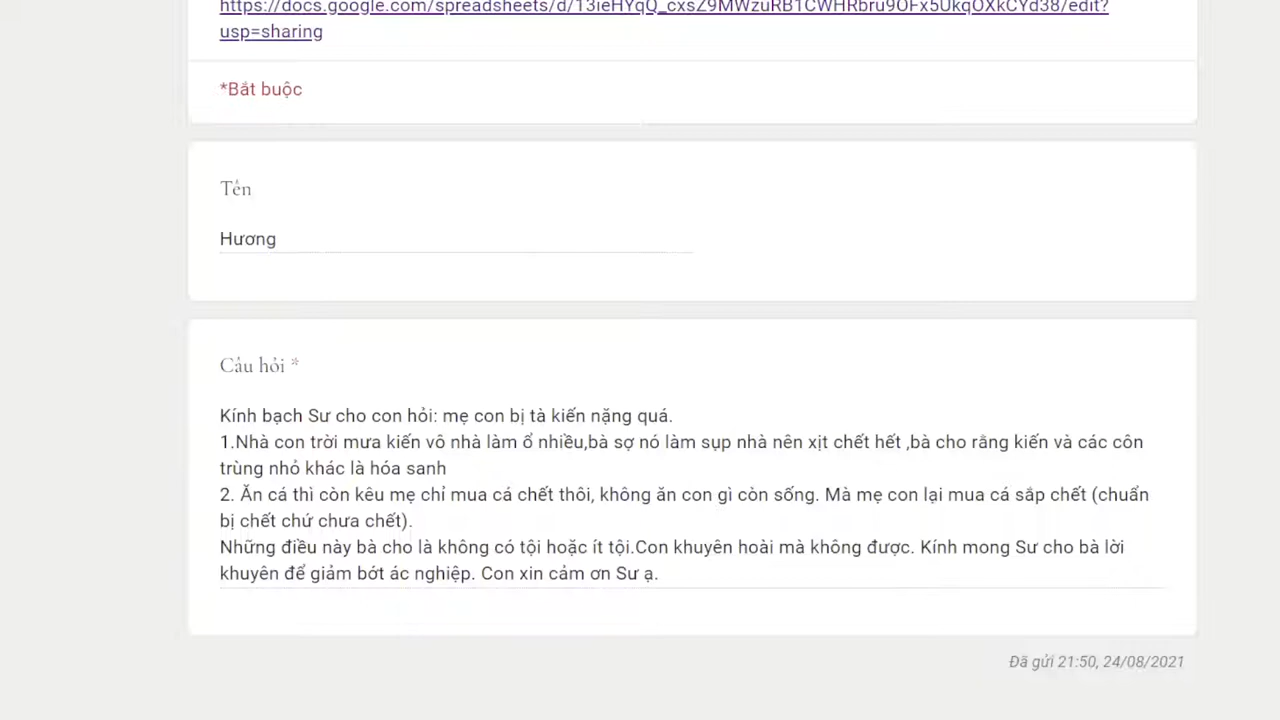 https://docs.google.com/spreadsheets/d/13ieHYqQ_cxsZ9MWzuRB1CWHRbru9OFx5UkqOXkCYd38/edit?
usp=sharing
*Bắt buộc
Tên
Hương
Câu hỏi *
Kính bạch Sư cho con hỏi: mẹ con bị tà kiến nặng quá.
1.Nhà con trời mưa kiến vô nhà làm ổ nhiều,bà sợ nó làm sụp nhà nên xịt chết hết ,bà cho rằng kiến và các côn
trùng nhỏ khác là hóa sanh
2. Ăn cá thì còn kêu mẹ chỉ mua cá chết thôi, không ăn con gì còn sống. Mà mẹ con lại mua cá sắp chết (chuẩn
bị chết chứ chưa chết).
Những điều này bà cho là không có tội hoặc ít tội.Con khuyên hoài mà không được. Kính mong Sư cho bà lời
khuyên để giảm bớt ác nghiệp. Con xin cảm ơn Sư ạ.
Đã gửi 21:50, 24/08/2021